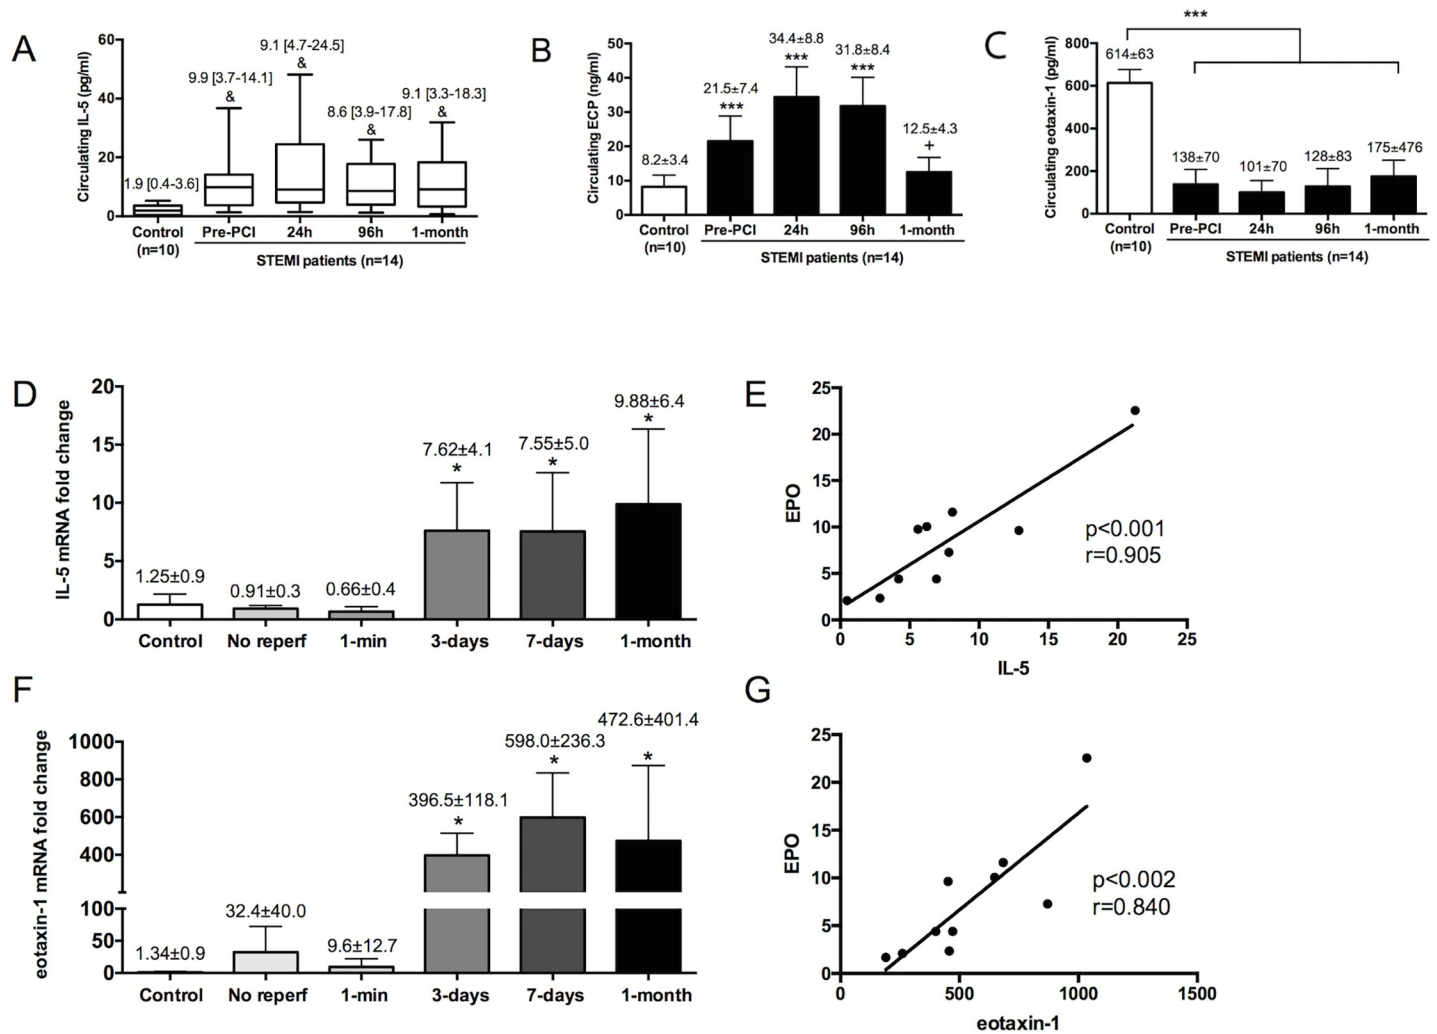 A
Circulating IL-5 (pg/ml)
60
40
20
0
1.9 [0.4-3.6]
9.9 [3.7-14.1]
&
9.1 [4.7-24.5]
&
8.6 [3.9-17.8]
&
9.1 [3.3-18.3]
&
Control
(n=10)
Pre-PCI 24h 96h 1-month
STEMI patients (n=14)
B
Circulating ECP (ng/ml)
50
40
30
20
10
0
8.2±3.4
21.5±7.4
***
34.4±8.8
***
31.8±8.4
***
12.5±4.3
+
Control
(n=10)
Pre-PCI 24h 96h 1-month
STEMI patients (n=14)
C
Circulating eotaxin-1 (pg/ml)
800
600
400
200
0
***
614±63
138±70
101±70
128±83
175±476
Control
(n=10)
Pre-PCI 24h 96h 1-month
STEMI patients (n=14)
D
IL-5 mRNA fold change
20
15
10
5
0
1.25±0.9
0.91±0.3
0.66±0.4
7.62±4.1
*
7.55±5.0
*
9.88±6.4
*
Control No reperf 1-min 3-days 7-days 1-month
E
EPO
25
20
15
10
5
0
p<0.001
r=0.905
0 5 10 15 20 25
IL-5
F
eotaxin-1 mRNA fold change
1000
800
600
400
100
50
0
1.34±0.9
32.4±40.0
9.6±12.7
396.5±118.1
*
598.0±236.3
*
472.6±401.4
*
Control No reperf 1-min 3-days 7-days 1-month
G
EPO
25
20
15
10
5
0
p<0.002
r=0.840
0 500 1000 1500
eotaxin-1